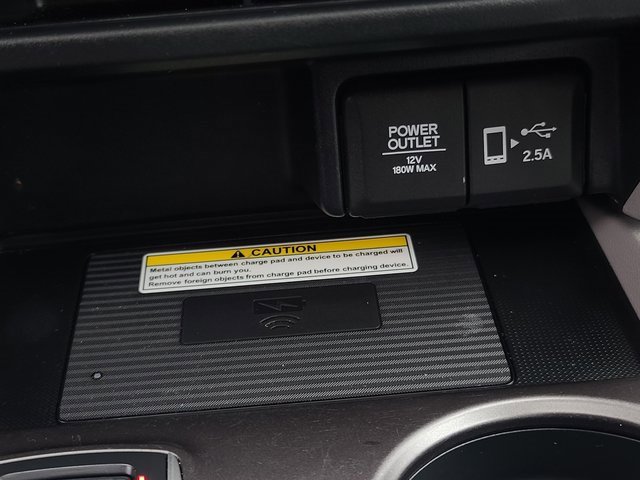 POWER
OUTLET
12V
180W MAX
2.5A
CAUTION
Metal objects between charge pad and device to be charged will
get hot and can burn you.
Remove foreign objects from charge pad before charging device.